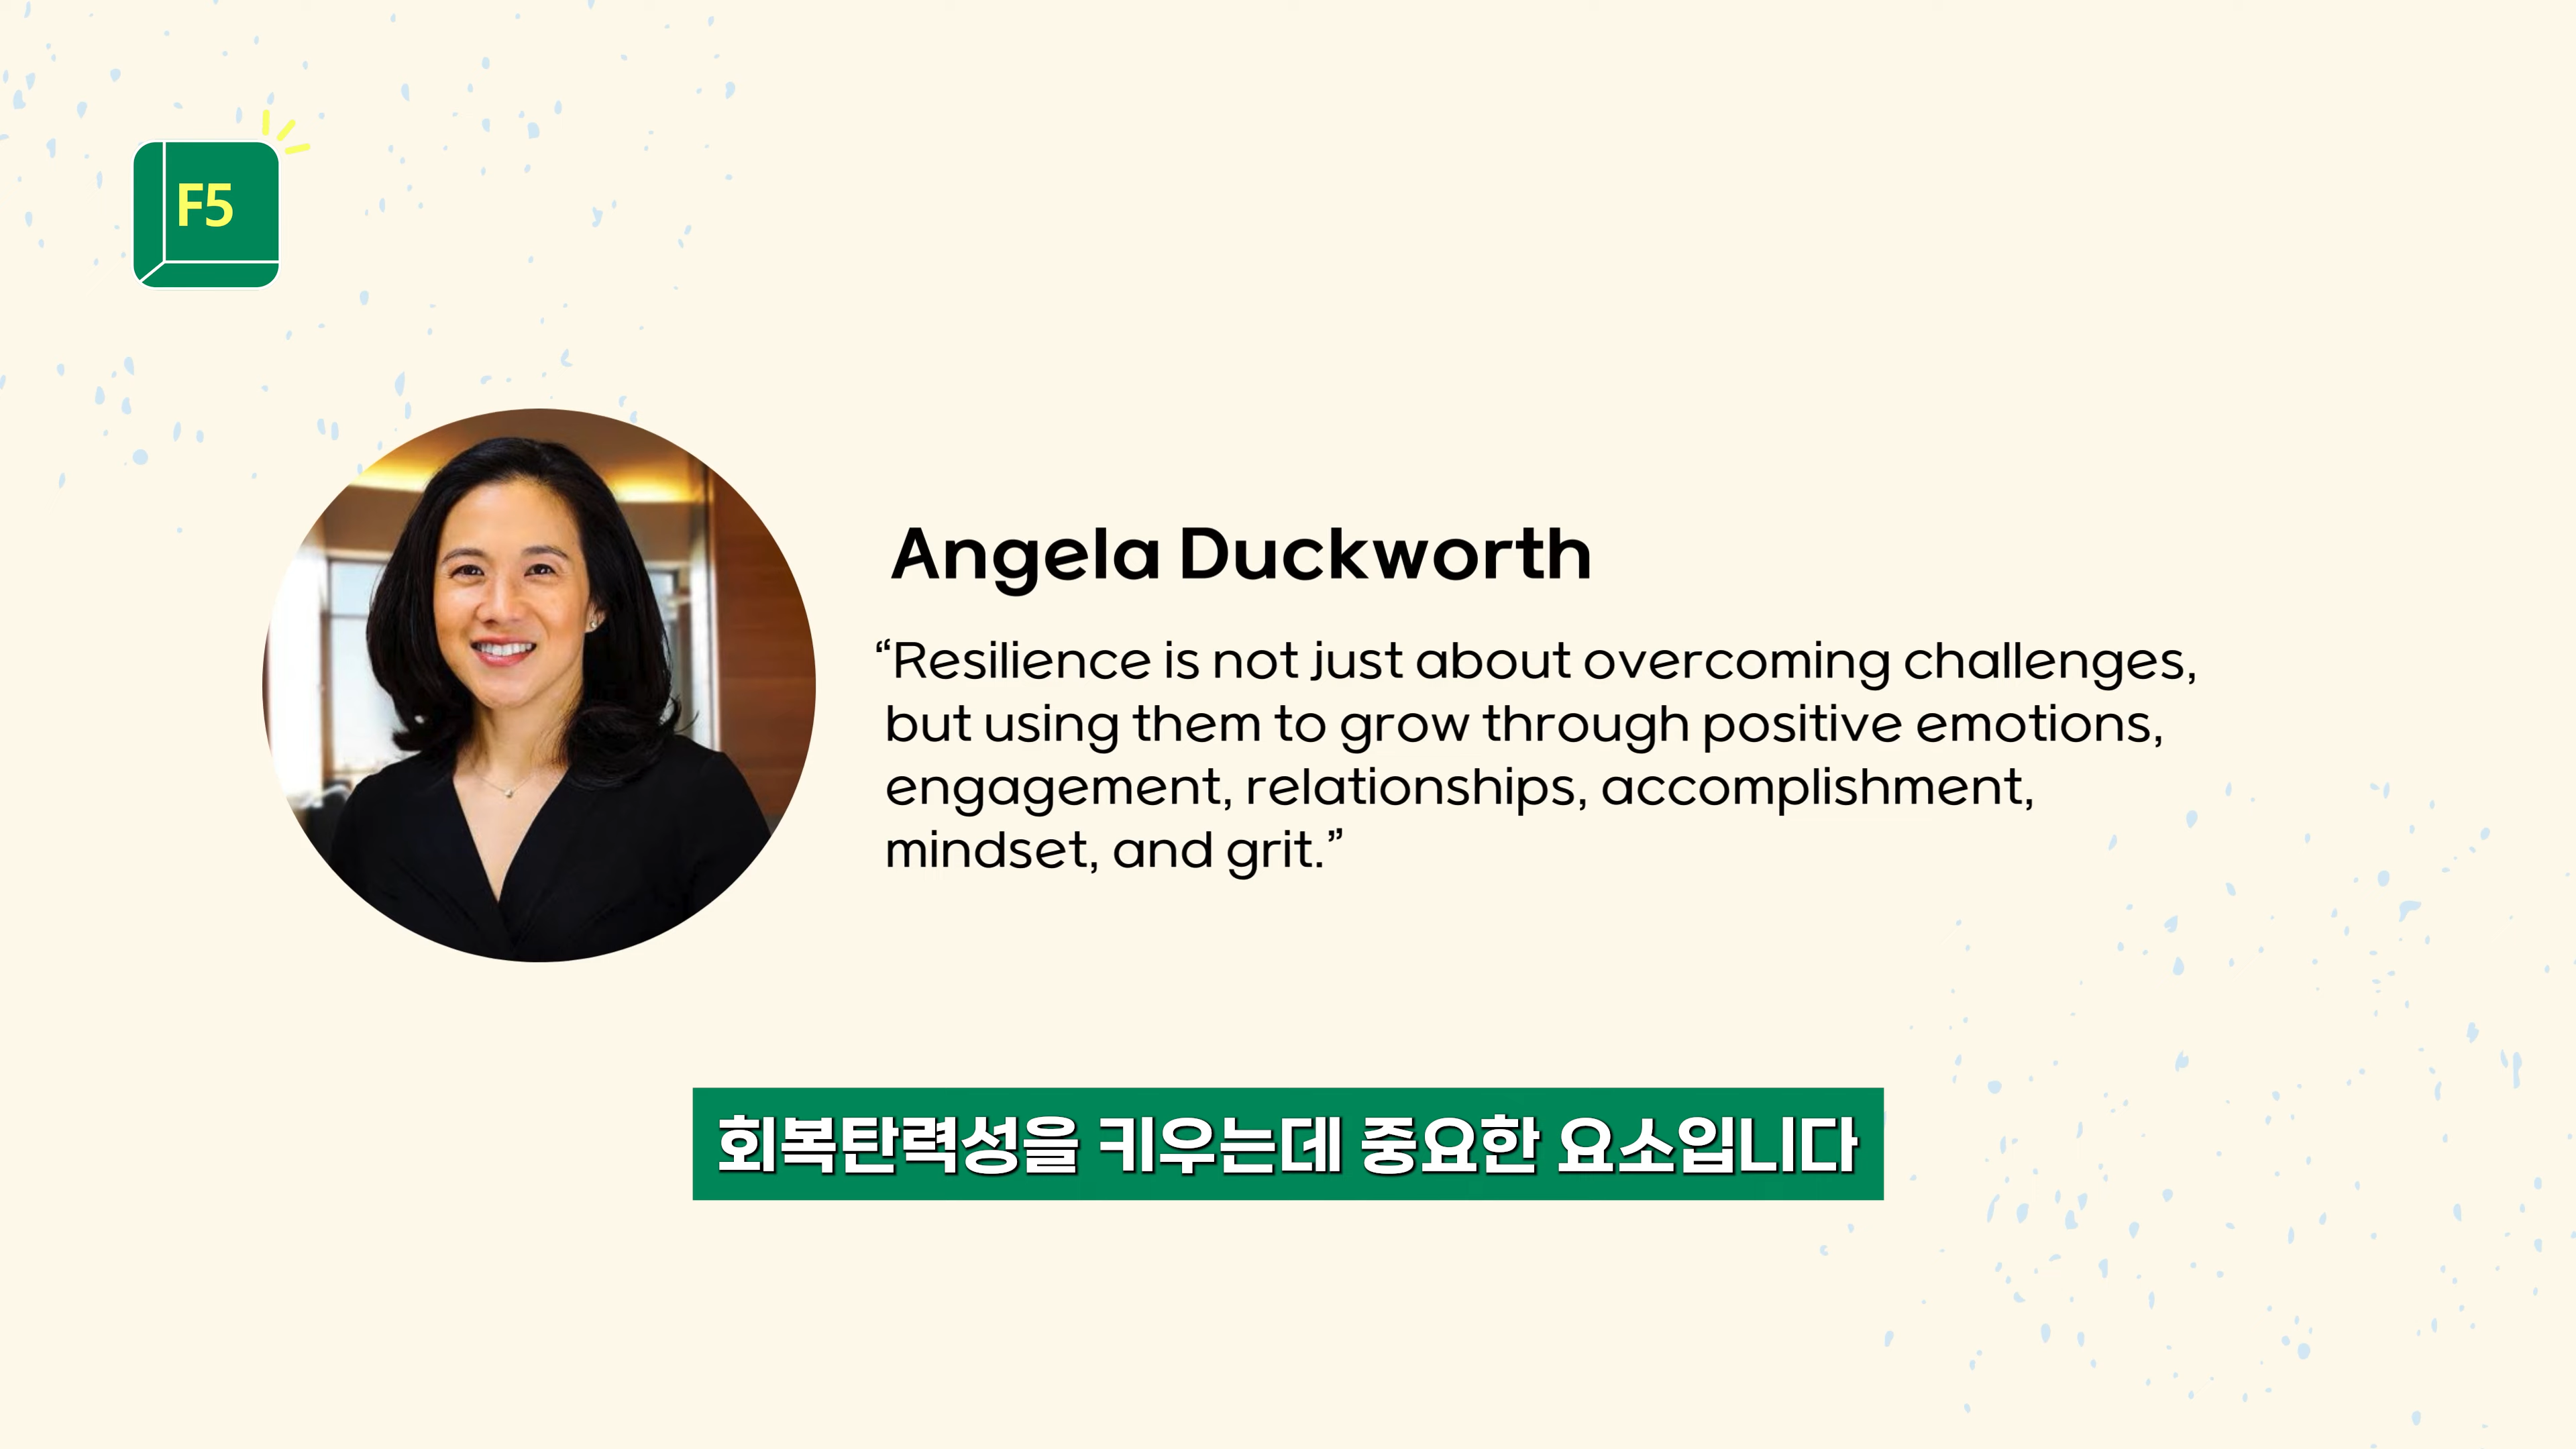 F5
Angela Duckworth
“Resilience is not just about overcoming challenges,
but using them to grow through positive emotions,
engagement, relationships, accomplishment,
mindset, and grit.”
회복탄력성을 키우는데 중요한 요소입니다